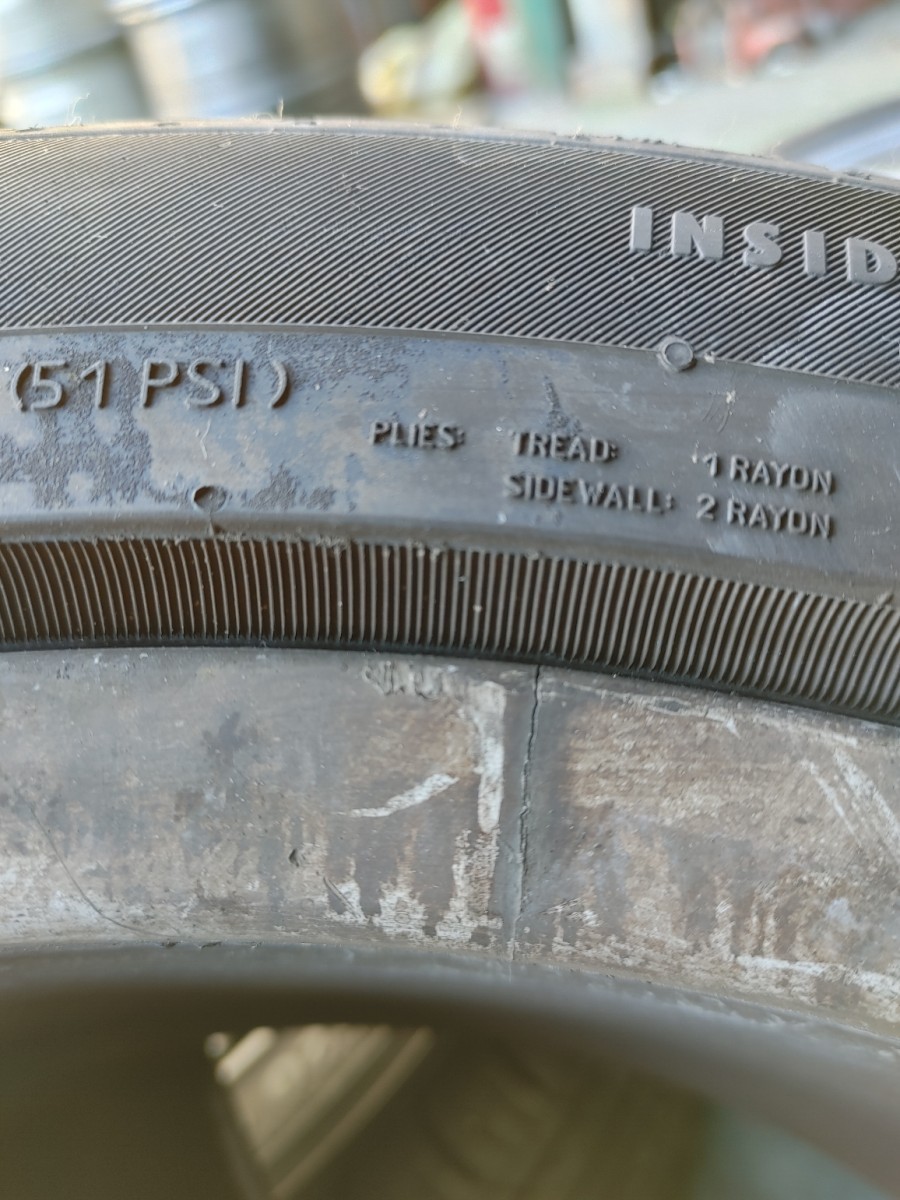 INSID
(51 PSI)
PLIES: TREAD: 1 RAYON
SIDEWALL: 2 RAYON